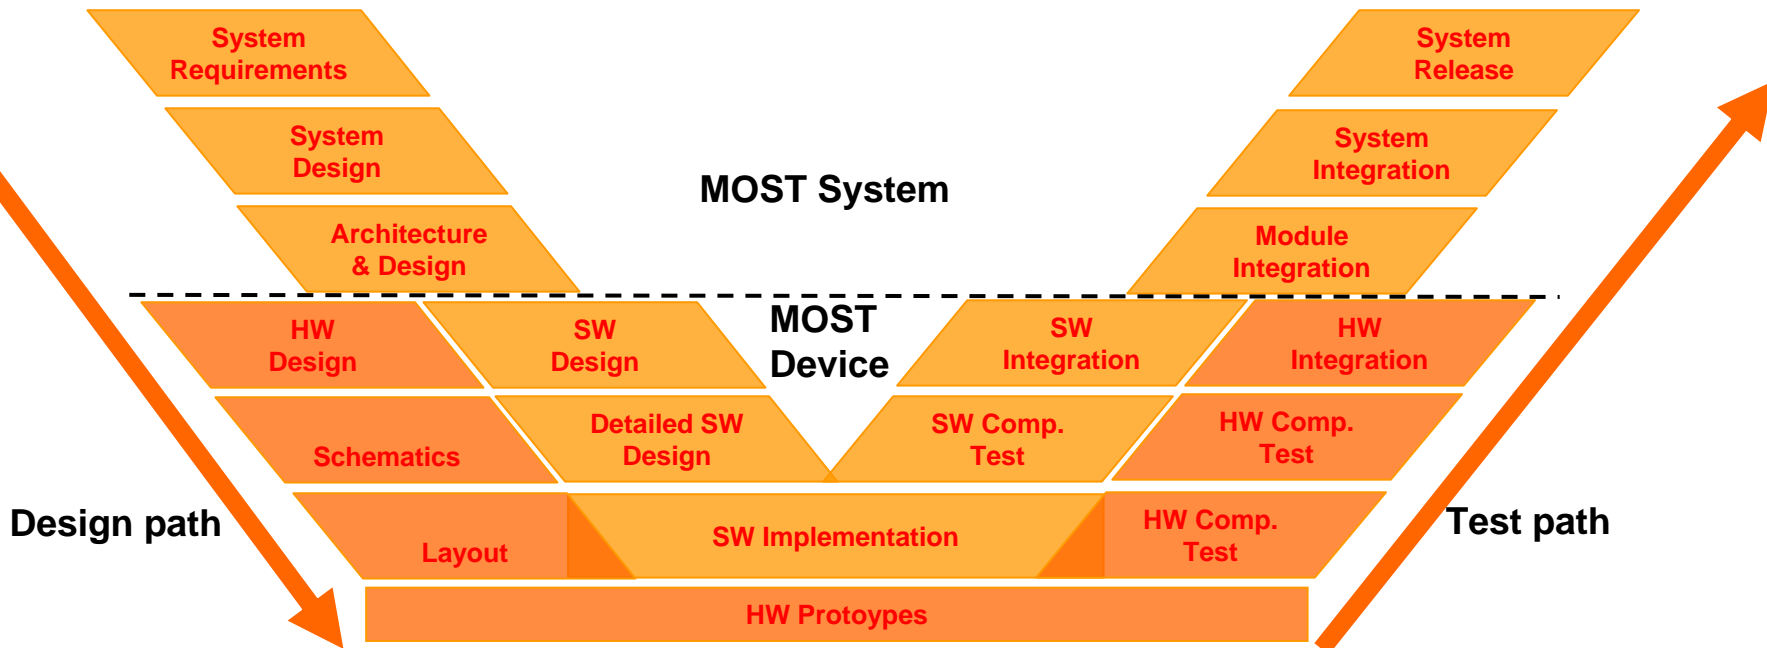 System
Requirements
System
Release
System
Design
System
Integration
MOST System
Architecture
& Design
Module
Integration
HW
Design
SW
Design
MOST
Device
SW
Integration
HW
Integration
Schematics
Detailed SW
Design
SW Comp.
Test
HW Comp.
Test
Design path
Layout
SW Implementation
HW Comp.
Test
Test path
HW Protoypes